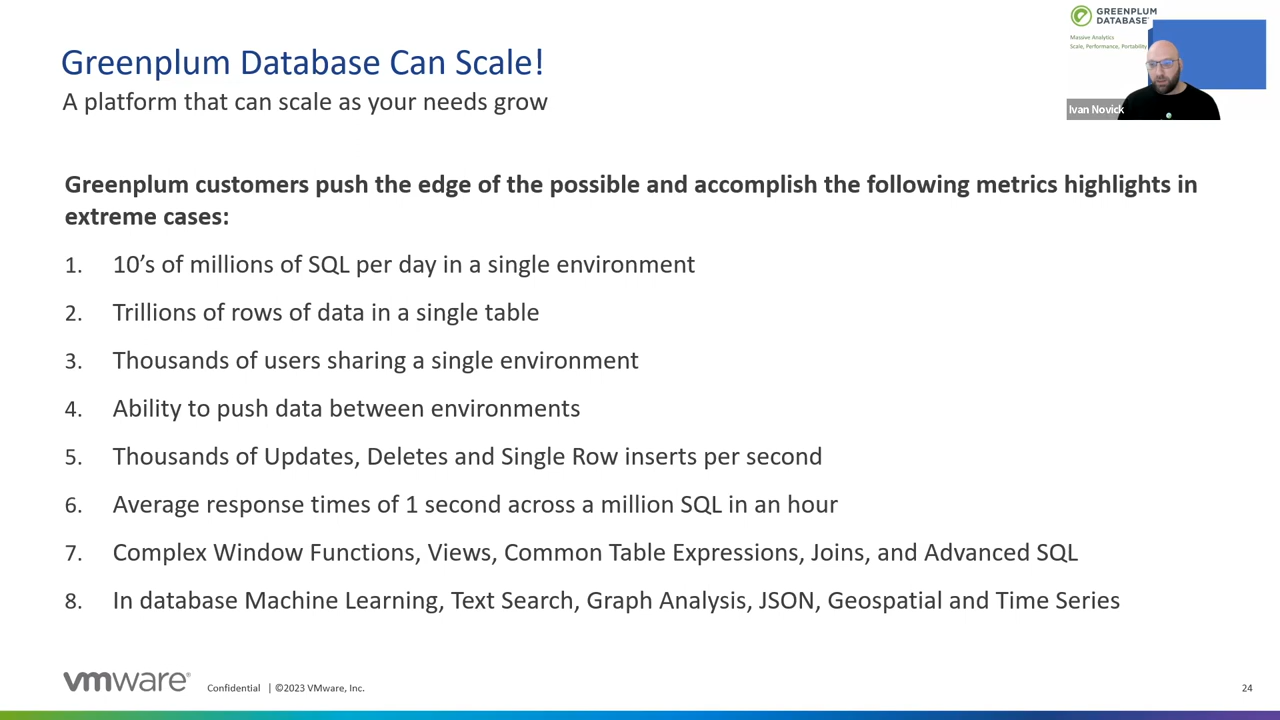 Greenplum Database Can Scale!
A platform that can scale as your needs grow
GREENPLUM
DATABASE
Massive Analytics
Scale, Performance, Portability
Ivan Novick
Greenplum customers push the edge of the possible and accomplish the following metrics highlights in
extreme cases:
1. 10’s of millions of SQL per day in a single environment
2. Trillions of rows of data in a single table
3. Thousands of users sharing a single environment
4. Ability to push data between environments
5. Thousands of Updates, Deletes and Single Row inserts per second
6. Average response times of 1 second across a million SQL in an hour
7. Complex Window Functions, Views, Common Table Expressions, Joins, and Advanced SQL
8. In database Machine Learning, Text Search, Graph Analysis, JSON, Geospatial and Time Series
vmware® Confidential | ©2023 VMware, Inc. 24